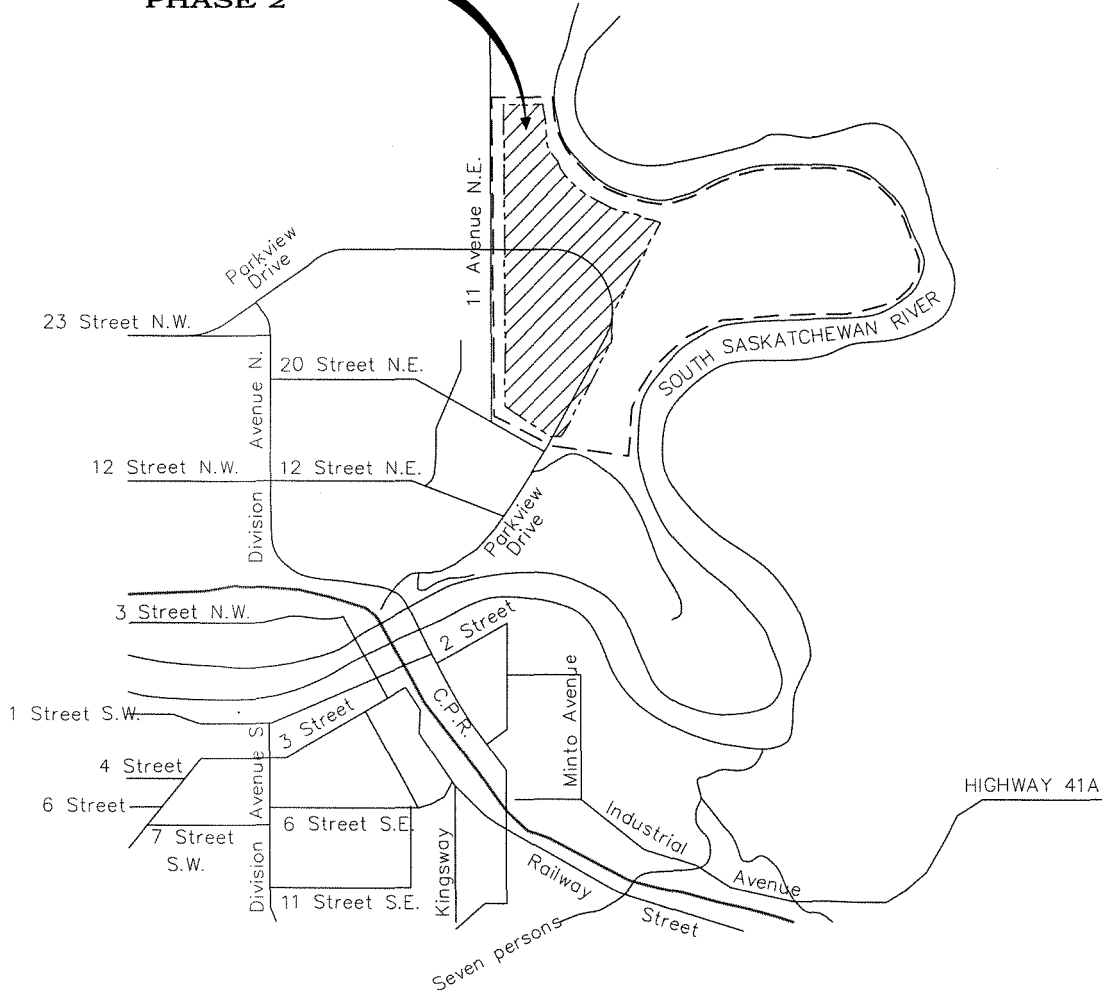 PHASE 2
11 Avenue N.E.
Parkview
Drive
23 Street N.W.
SOUTH SASKATCHEWAN RIVER
Division Avenue N.
20 Street N.E.
12 Street N.W.
12 Street N.E.
Parkview
Drive
3 Street N.W.
2 Street
C.P.R.
Minto Avenue
1 Street S.W.
3 Street
Division Avenue S.
4 Street
6 Street
7 Street
S.W.
6 Street S.E.
Kingsway
11 Street S.E.
HIGHWAY 41A
Industrial
Avenue
Railway
Street
Seven persons